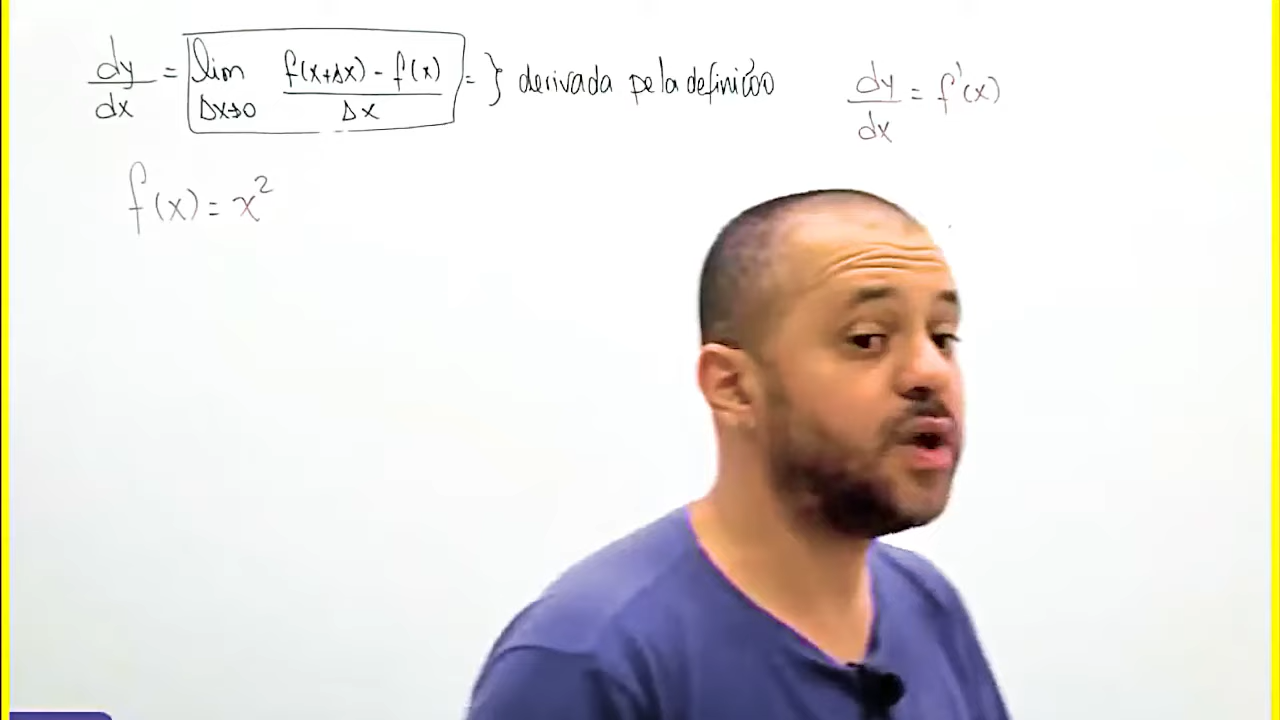 dy/dx = lim Δx→0 f(x+Δx) - f(x) / Δx = } derivada pela definição
dy/dx = f'(x)
f(x) = x²